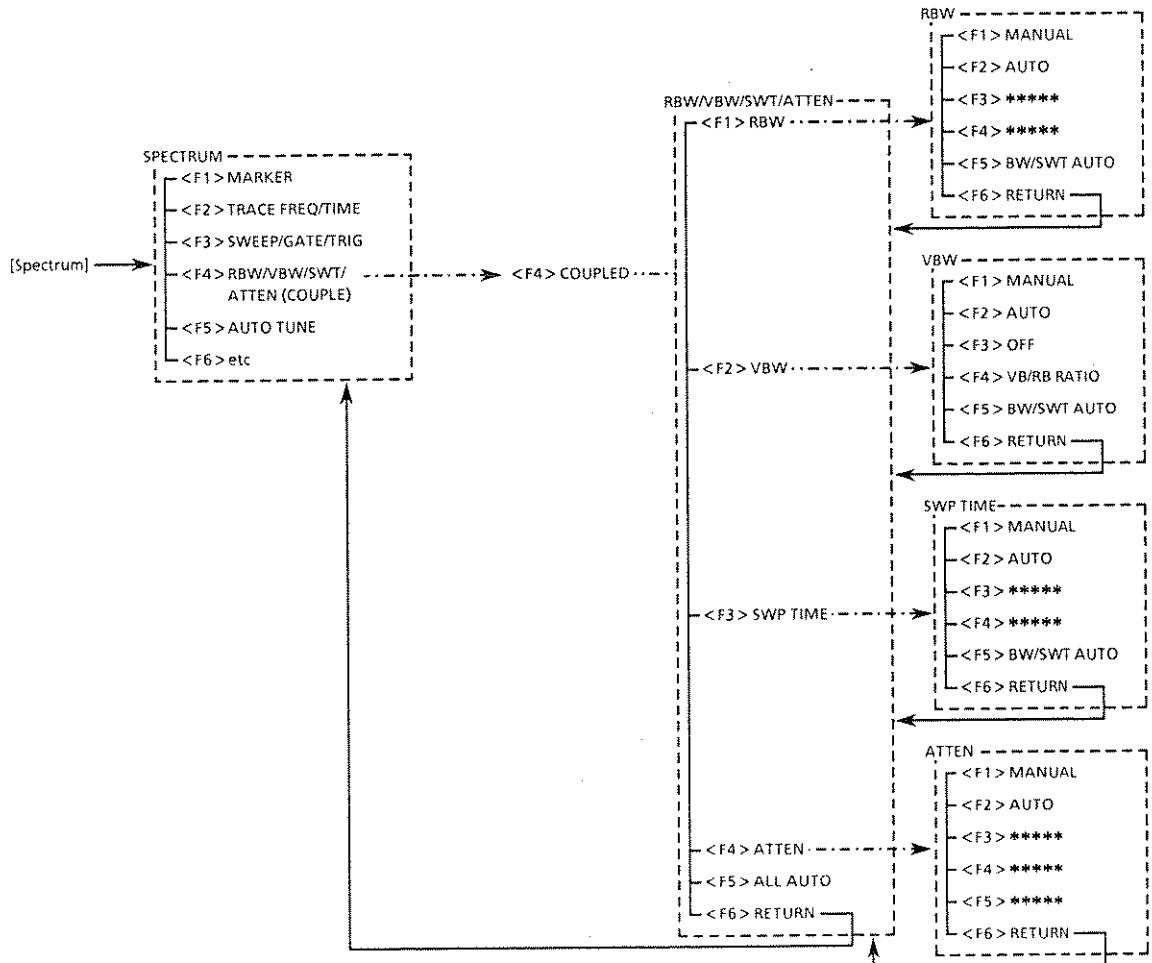 [Spectrum]
SPECTRUM
<F1> MARKER
<F2> TRACE FREQ/TIME
<F3> SWEEP/GATE/TRIG
<F4> RBW/VBW/SWT/
ATTEN (COUPLE)
<F5> AUTO TUNE
<F6> etc
<F4> COUPLED
RBW/VBW/SWT/ATTEN
<F1> RBW
<F2> VBW
<F3> SWP TIME
<F4> ATTEN
<F5> ALL AUTO
<F6> RETURN
RBW
<F1> MANUAL
<F2> AUTO
<F3> *****
<F4> *****
<F5> BW/SWT AUTO
<F6> RETURN
VBW
<F1> MANUAL
<F2> AUTO
<F3> OFF
<F4> VB/RB RATIO
<F5> BW/SWT AUTO
<F6> RETURN
SWP TIME
<F1> MANUAL
<F2> AUTO
<F3> *****
<F4> *****
<F5> BW/SWT AUTO
<F6> RETURN
ATTEN
<F1> MANUAL
<F2> AUTO
<F3> *****
<F4> *****
<F5> *****
<F6> RETURN